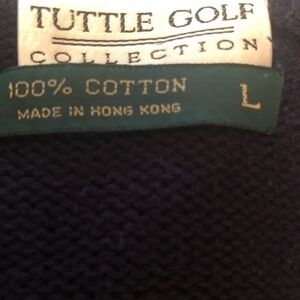 TUTTLE GOLF
COLLECTION
100% COTTON
MADE IN HONG KONG
L